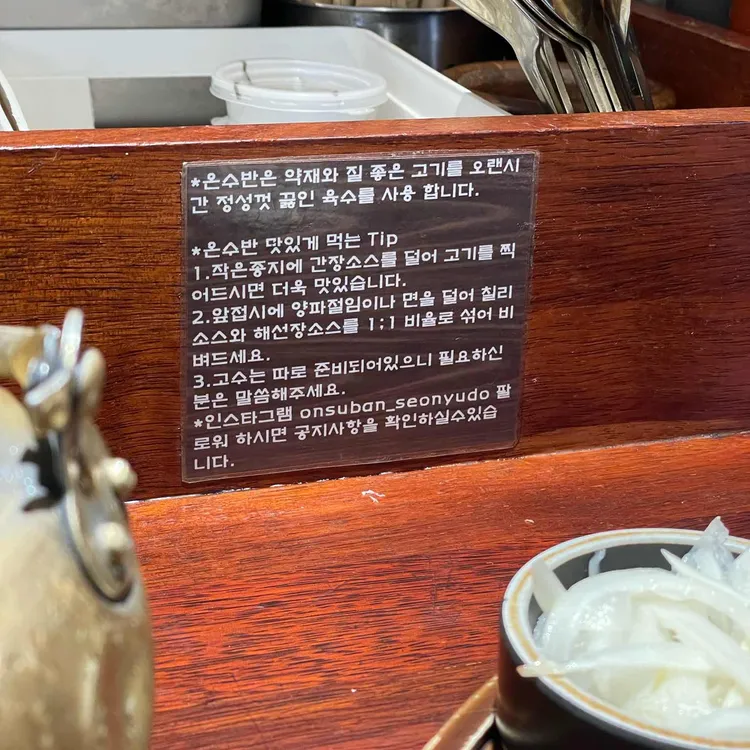 *온수반은 약재와 질 좋은 고기를 오랜시
간 정성껏 끓인 육수를 사용 합니다.
*온수반 맛있게 먹는 Tip
1.작은종지에 간장소스를 덜어 고기를 찍
어드시면 더욱 맛있습니다.
2.앞접시에 양파절임이나 면을 덜어 칠리
소스와 해선장소스를 1:1 비율로 섞어 비
벼드세요.
3.고수는 따로 준비되어있으니 필요하신
분은 말씀해주세요.
*인스타그램 onsuban_seonyudo 팔
로워 하시면 공지사항을 확인하실수있습
니다.